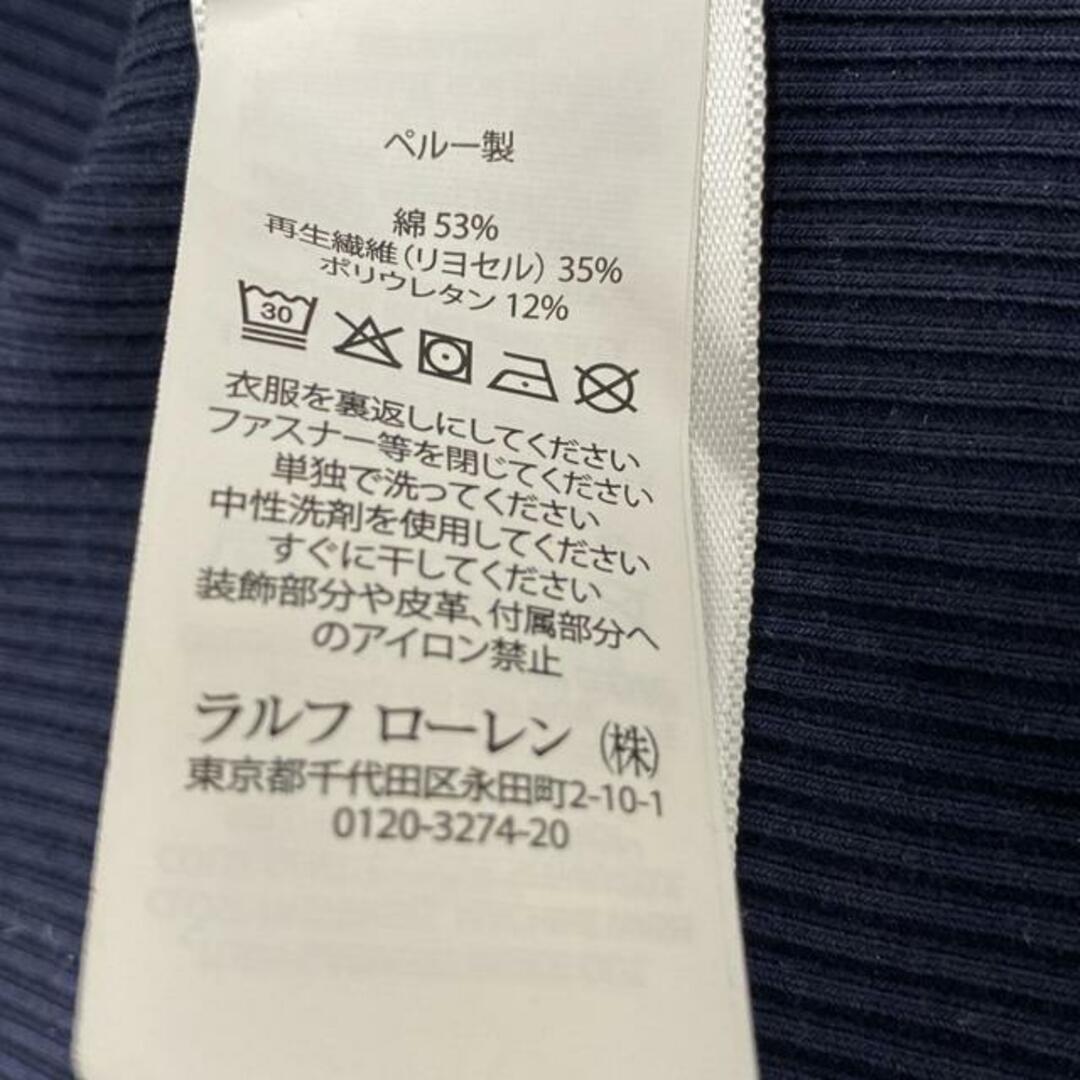 ペルー製
綿 53%
再生繊維（リヨセル）35%
ポリウレタン 12%
30
衣服を裏返しにしてください
ファスナー等を閉じてください
単独で洗ってください
中性洗剤を使用してください
すぐに干してください
装飾部分や皮革、付属部分へ
のアイロン禁止
ラルフ ローレン（株）
東京都千代田区永田町2-10-1
0120-3274-20